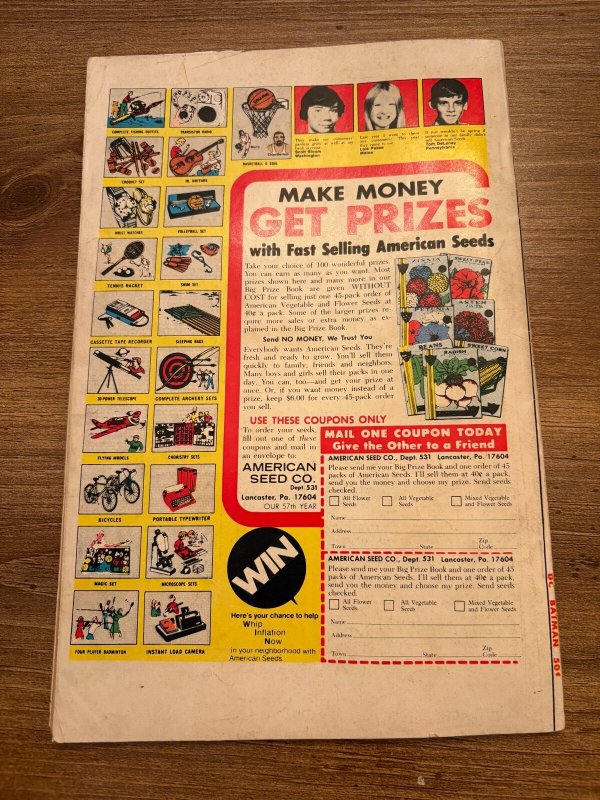 COMPLETE FISHING OUTFITS
TRANSISTOR RADIO
BASKETBALL & GOAL
CROQUET SET
HI GUITARS
WRIST WATCHES
VOLLEYBALL SET
TENNIS RACKET
SWIM SET
CASSETTE TAPE RECORDER
SLEEPING BAGS
30 POWER TELESCOPE
COMPLETE ARCHERY SETS
FLYING MODELS
CHEMISTRY SETS
BICYCLES
PORTABLE TYPEWRITER
MAGIC SET
MICROSCOPE SETS
FOUR PLAYER BADMINTON
INSTANT LOAD CAMERA
Scott Bloom
Washington
Lois Pease
Maine
Tom DeLaney
Pennsylvania
MAKE MONEY
GET PRIZES
with Fast Selling American Seeds
Take your choice of 100 wonderful prizes.
You can earn as many as you want. Most
prizes shown here and many more in our
Big Prize Book are given WITHOUT
COST for selling just one 45-pack order of
American Vegetable and Flower Seeds at
40¢ a pack. Some of the larger prizes re-
quire more sales or extra money as ex-
plained in the Big Prize Book.
Send NO MONEY, We Trust You
Everybody wants American Seeds. They're
fresh and ready to grow. You'll sell them
quickly to family, friends and neighbors.
Many boys and girls sell their packs in one
day. You can, too—and get your prize at
once. Or, if you want money instead of a
prize, keep $6.00 for every 45-pack order
you sell.
ZINNIA
SWEET PEAS
ASTER
BEANS
RADISH
SWEET CORN
USE THESE COUPONS ONLY
To order your seeds,
fill out one of these
coupons and mail in
an envelope to:
AMERICAN
SEED CO.
Dept. 531
Lancaster, Pa. 17604
OUR 57th YEAR
MAIL ONE COUPON TODAY
Give the Other to a Friend
AMERICAN SEED CO., Dept. 531 Lancaster, Pa. 17604
Please send me your Big Prize Book and one order of 45
packs of American Seeds. I'll sell them at 40¢ a pack,
send you the money and choose my prize. Send seeds
checked.
All Flower Seeds
All Vegetable Seeds
Mixed Vegetable and Flower Seeds
Name
Address
Town State Zip Code
AMERICAN SEED CO., Dept. 531 Lancaster, Pa. 17604
Please send me your Big Prize Book and one order of 45
packs of American Seeds. I'll sell them at 40¢ a pack,
send you the money and choose my prize. Send seeds
checked.
All Flower Seeds
All Vegetable Seeds
Mixed Vegetable and Flower Seeds
Name
Address
Town State Zip Code
WIN
Here's your chance to help
Whip
Inflation
Now
in your neighborhood with
American Seeds.
DC BATMAN 50¢